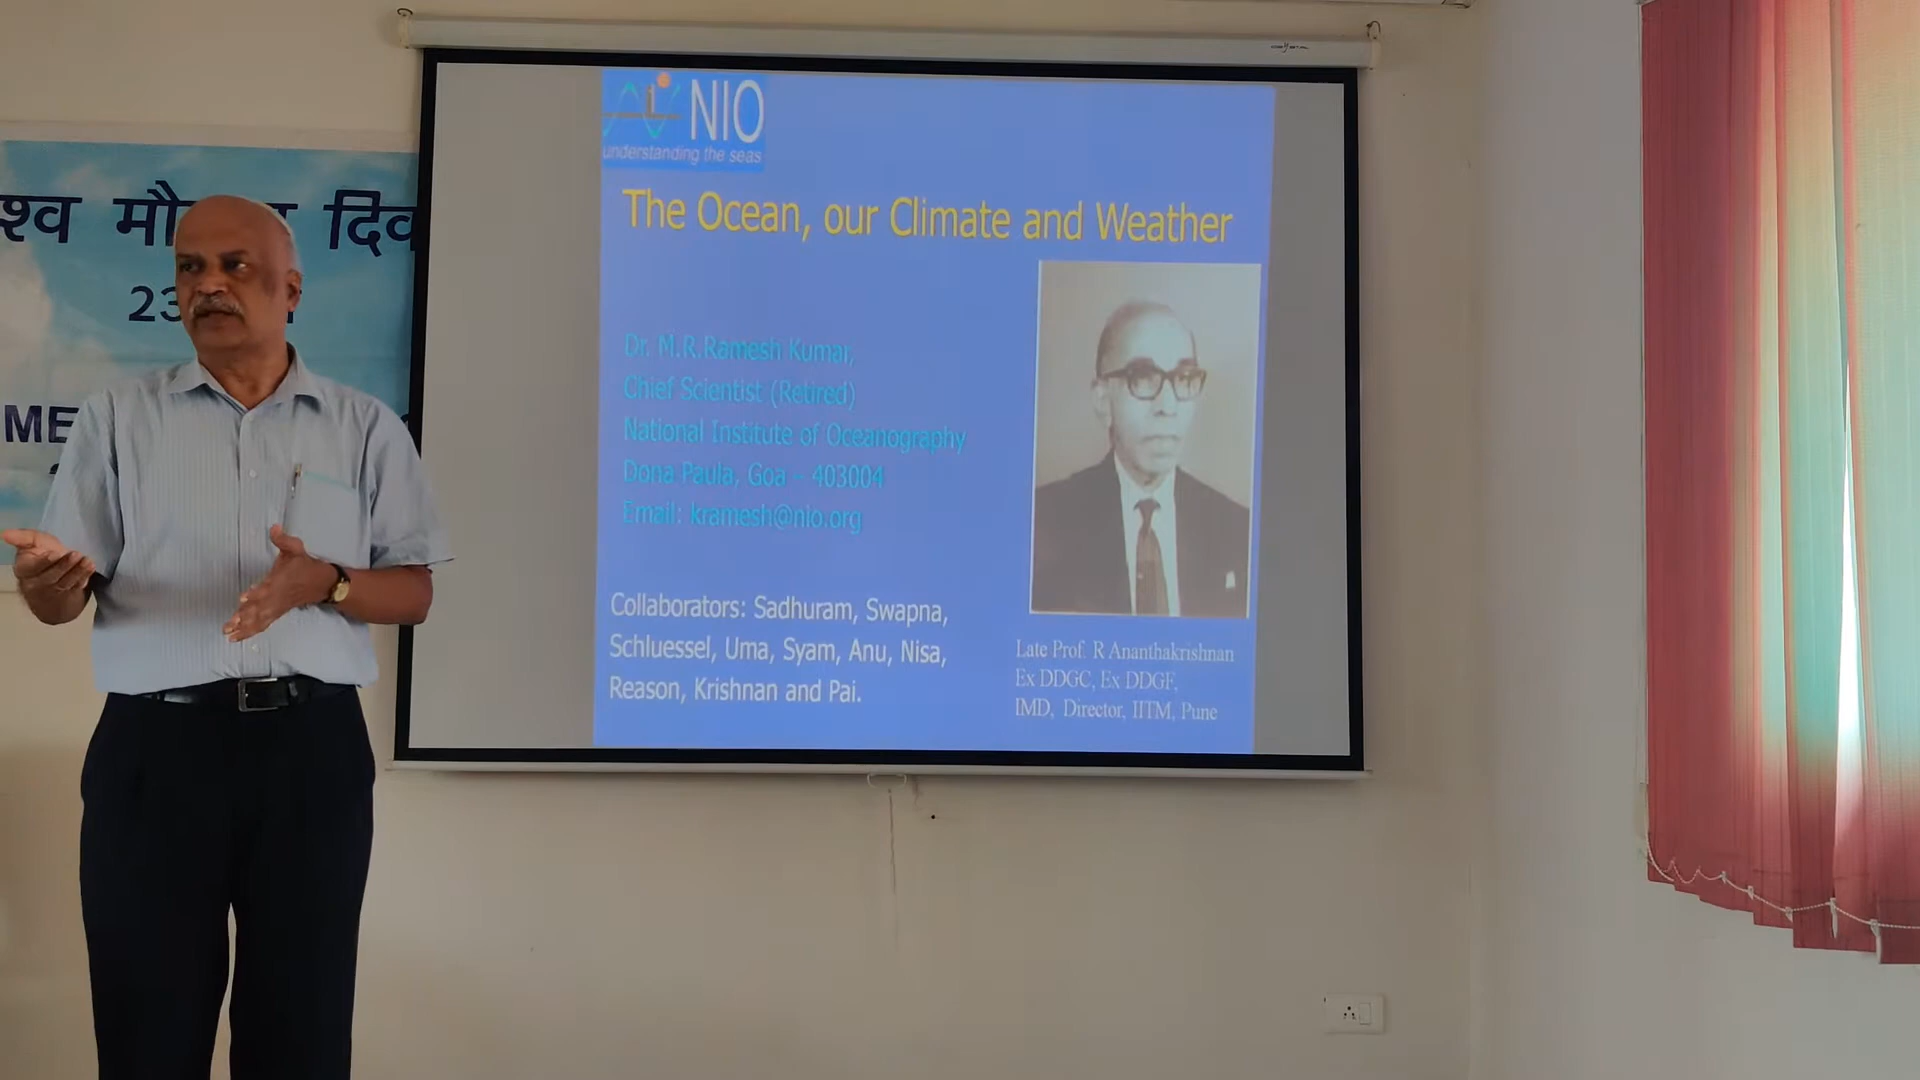 मौ
दिव
23
ME
NIO
understanding the seas
The Ocean, our Climate and Weather
Dr. M.R.Ramesh Kumar,
Chief Scientist (Retired)
National Institute of Oceanography
Dona Paula, Goa - 403004
Email: kramesh@nio.org
Collaborators: Sadhuram, Swapna,
Schluessel, Uma, Syam, Anu, Nisa,
Reason, Krishnan and Pai.
Late Prof. R Ananthakrishnan
Ex DDGC, Ex DDGF,
IMD, Director, IITM, Pune